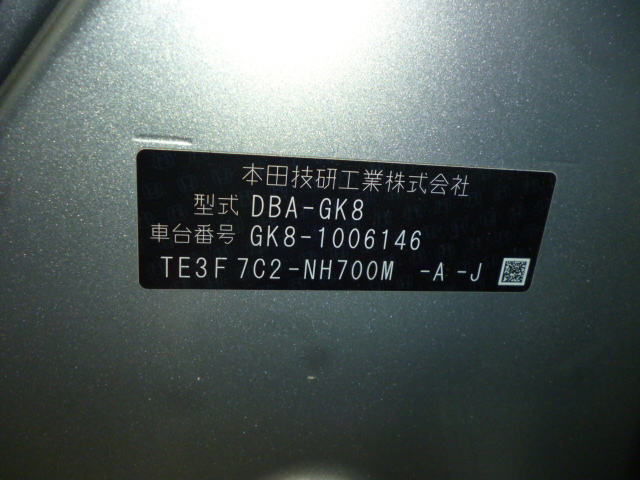 本田技研工業株式会社
型式 DBA-GK8
車台番号 GK8-1006146
TE3F7C2-NH700M -A-J